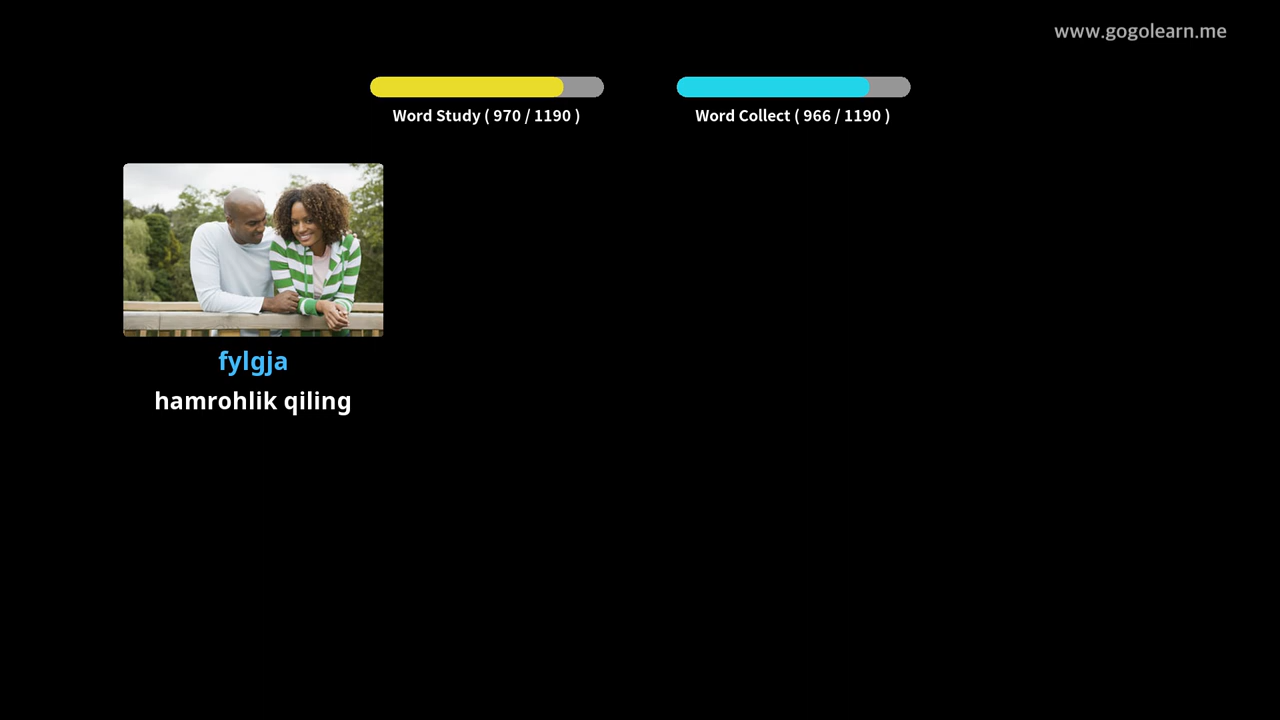 www.gogolearn.me
Word Study ( 970 / 1190 )
Word Collect ( 966 / 1190 )
fylgja
hamrohlik qiling